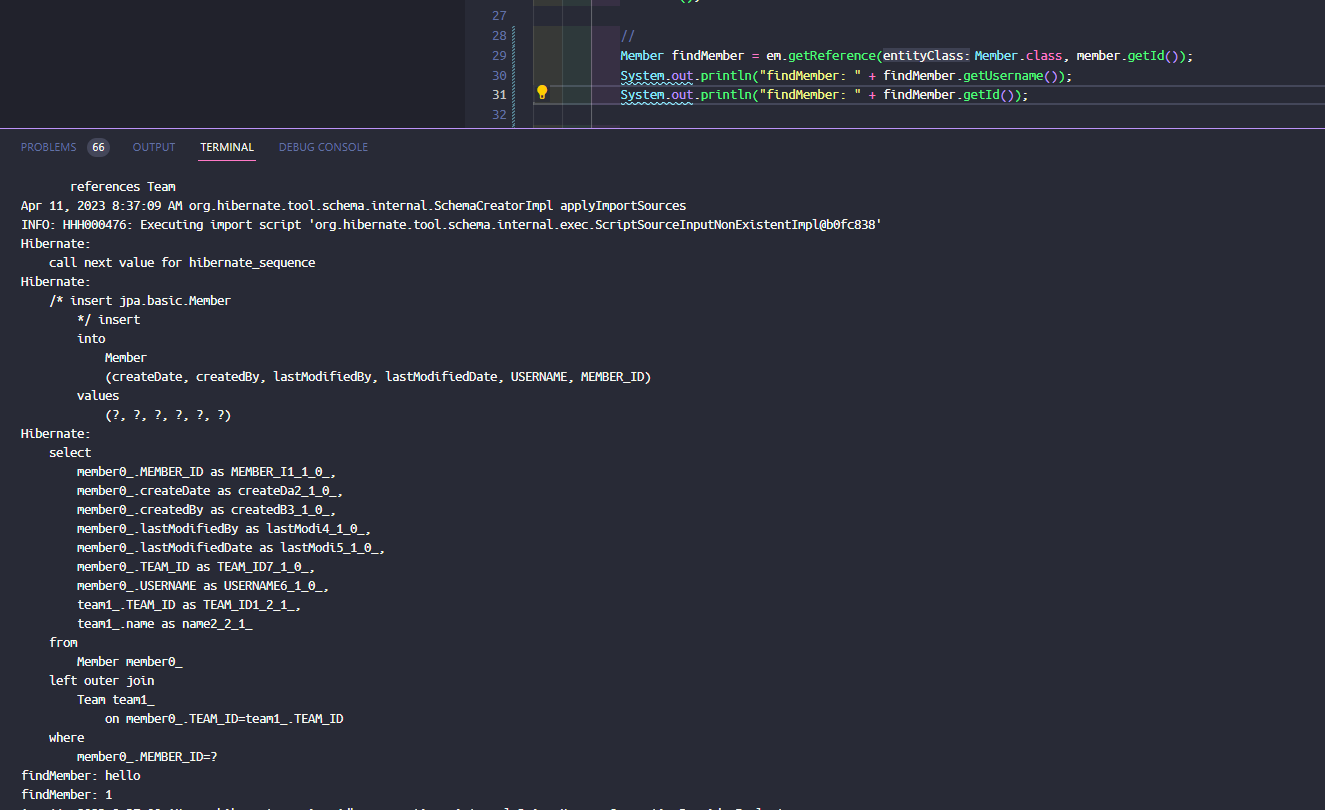 27
28 //
29 Member findMember = em.getReference(entityClass: Member.class, member.getId());
30 System.out.println("findMember: " + findMember.getUsername());
31 System.out.println("findMember: " + findMember.getId());
32
PROBLEMS 66 OUTPUT TERMINAL DEBUG CONSOLE
references Team
Apr 11, 2023 8:37:09 AM org.hibernate.tool.schema.internal.SchemaCreatorImpl applyImportSources
INFO: HHH000476: Executing import script 'org.hibernate.tool.schema.internal.exec.ScriptSourceInputNonExistentImpl@b0fc838'
Hibernate:
call next value for hibernate_sequence
Hibernate:
/* insert jpa.basic.Member
*/ insert
into
Member
(createDate, createdBy, lastModifiedBy, lastModifiedDate, USERNAME, MEMBER_ID)
values
(?, ?, ?, ?, ?, ?)
Hibernate:
select
member0_.MEMBER_ID as MEMBER_I1_1_0_,
member0_.createDate as createDa2_1_0_,
member0_.createdBy as createdB3_1_0_,
member0_.lastModifiedBy as lastModi4_1_0_,
member0_.lastModifiedDate as lastModi5_1_0_,
member0_.TEAM_ID as TEAM_ID7_1_0_,
member0_.USERNAME as USERNAME6_1_0_,
team1_.TEAM_ID as TEAM_ID1_2_1_,
team1_.name as name2_2_1_
from
Member member0_
left outer join
Team team1_
on member0_.TEAM_ID=team1_.TEAM_ID
where
member0_.MEMBER_ID=?
findMember: hello
findMember: 1